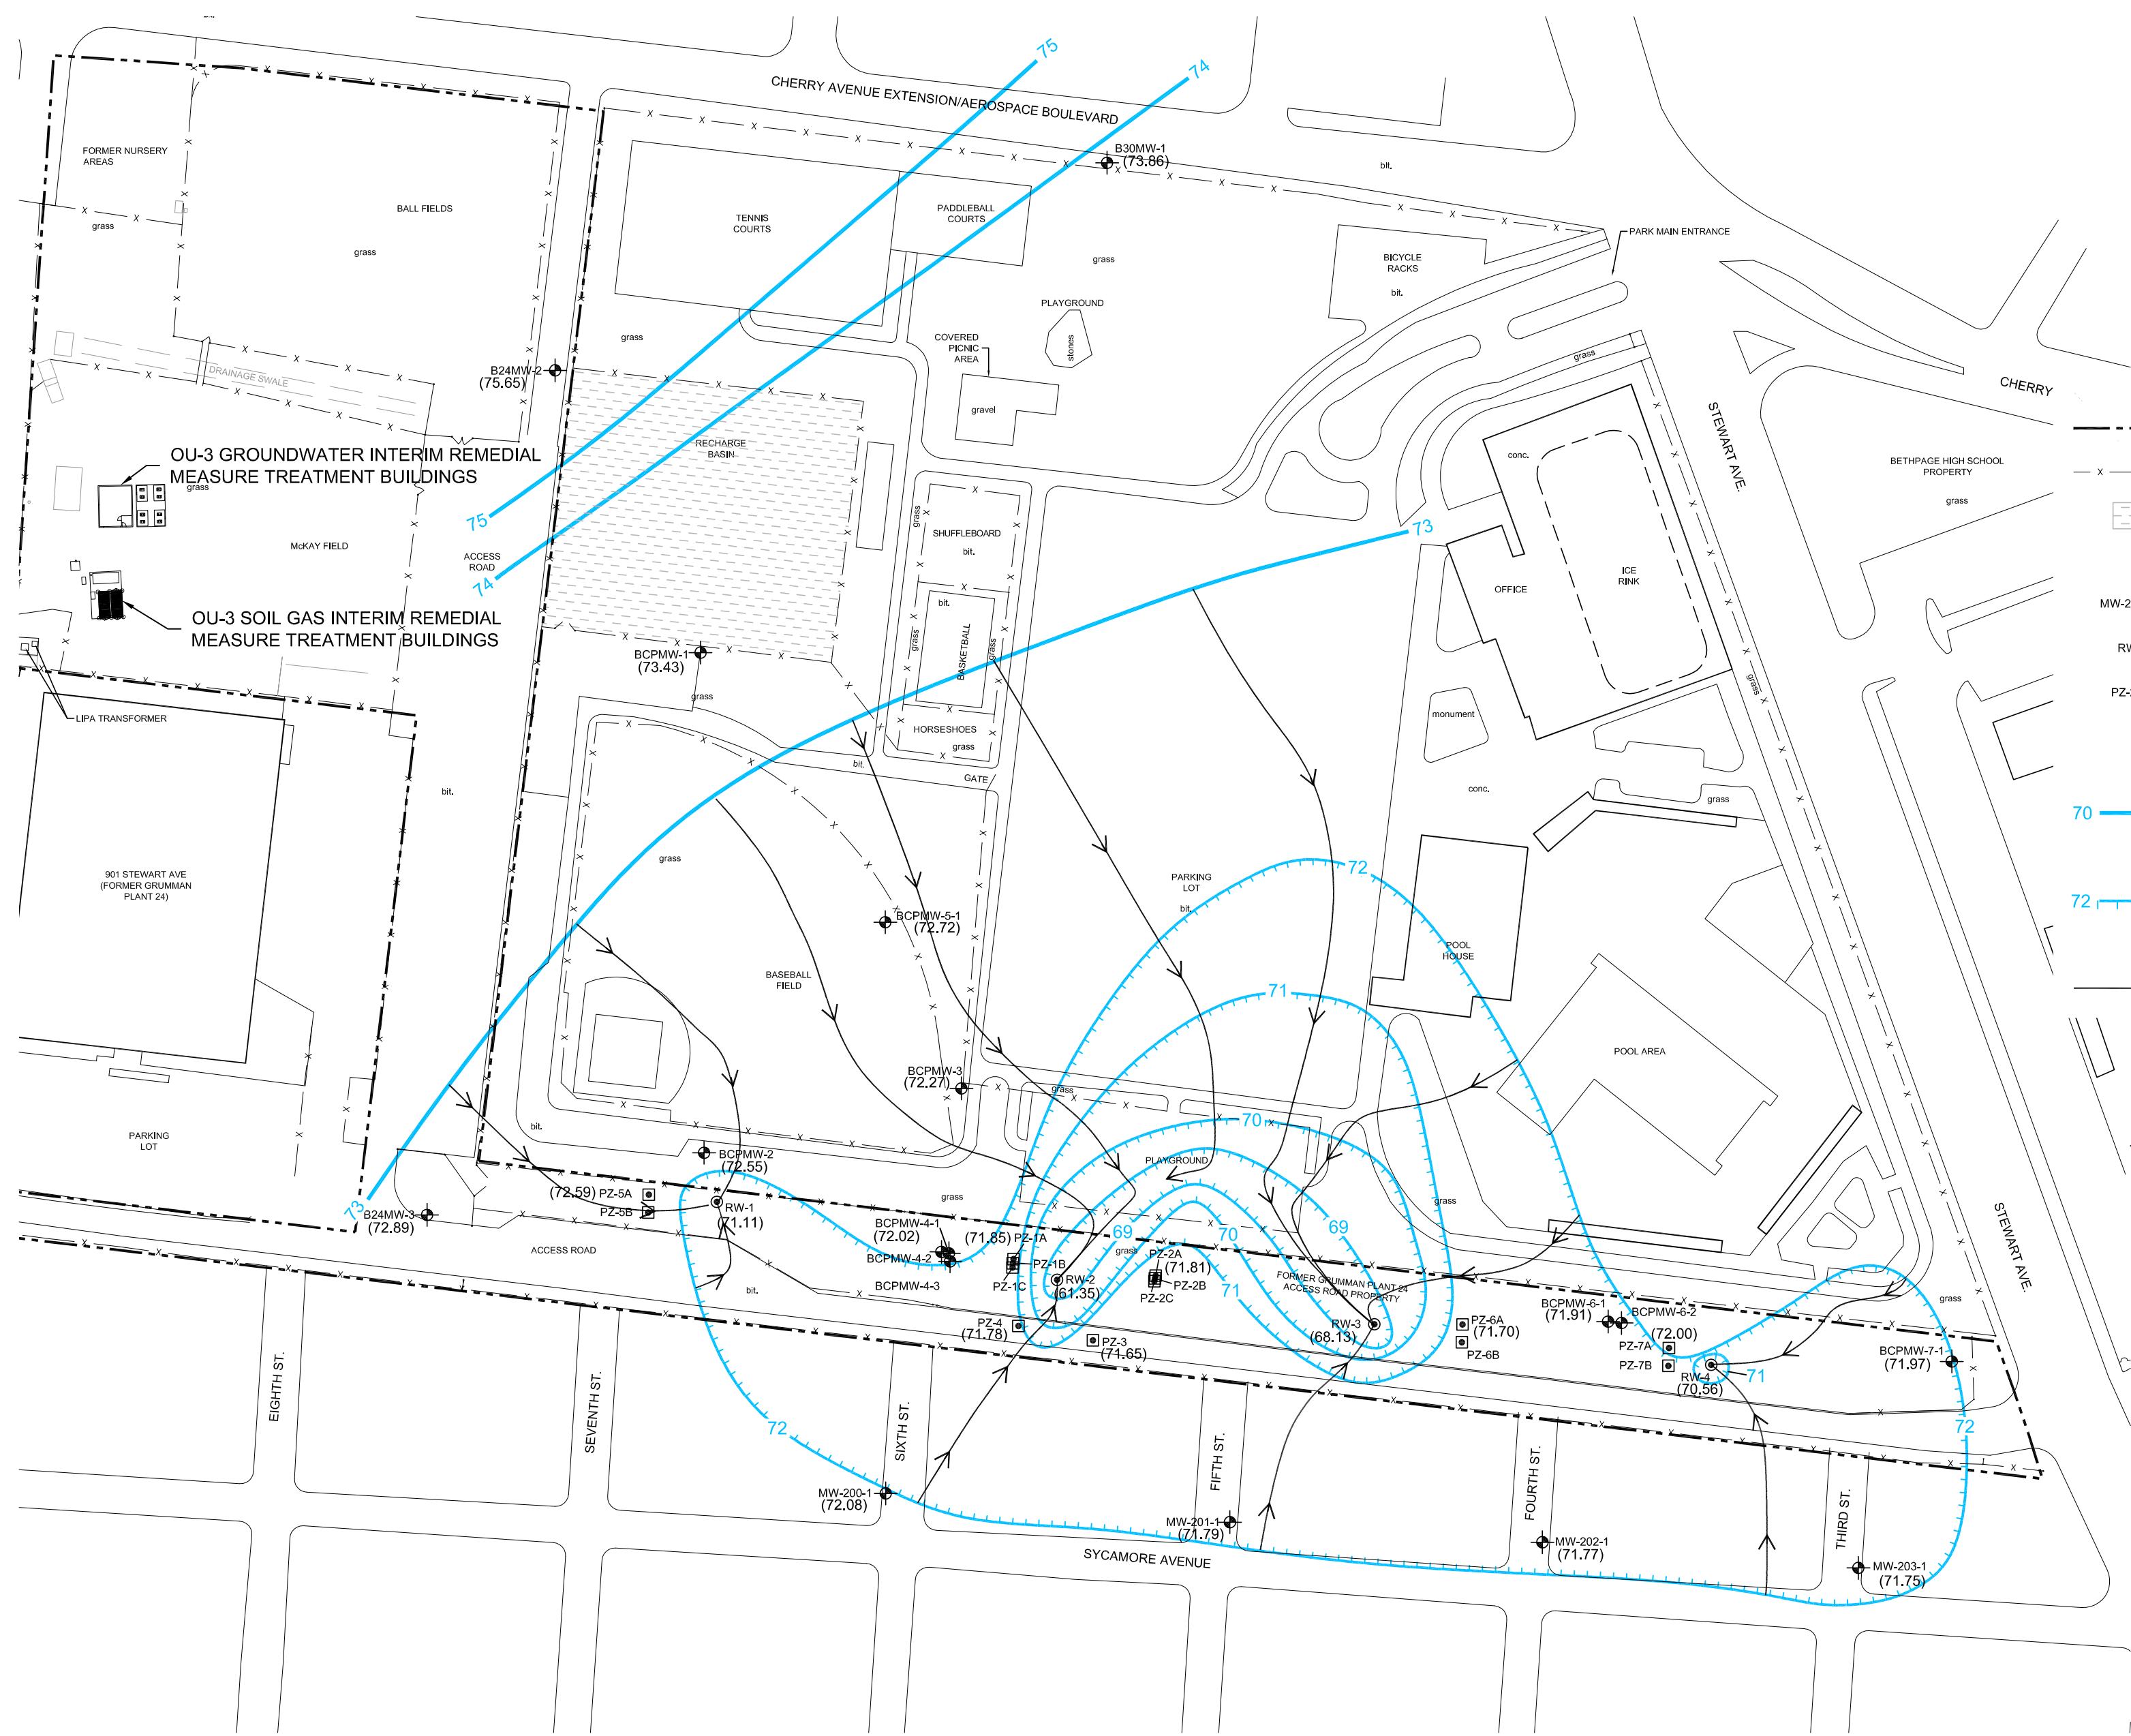 75
74
CHERRY AVENUE EXTENSION/AEROSPACE BOULEVARD
B30MW-1
(73.86)
bit.
FORMER NURSERY
AREAS
grass
BALL FIELDS
grass
TENNIS
COURTS
PADDLEBALL
COURTS
grass
BICYCLE
RACKS
bit.
PARK MAIN ENTRANCE
PLAYGROUND
stones
COVERED
PICNIC
AREA
gravel
grass
grass
DRAINAGE SWALE
B24MW-2
(75.65)
CHERRY
STEWART AVE.
RECHARGE
BASIN
conc.
BETHPAGE HIGH SCHOOL
PROPERTY
grass
OU-3 GROUNDWATER INTERIM REMEDIAL
MEASURE TREATMENT BUILDINGS
grass
75
McKAY FIELD
ACCESS
ROAD
74
grass
SHUFFLEBOARD
bit.
73
OFFICE
ICE
RINK
OU-3 SOIL GAS INTERIM REMEDIAL
MEASURE TREATMENT BUILDINGS
bit.
grass
BASKETBALL
grass
MW-2
RW
PZ-
BCPMW-1
(73.43)
grass
LIPA TRANSFORMER
HORSESHOES
grass
monument
grass
bit.
GATE
bit.
conc.
grass
70
72
901 STEWART AVE
(FORMER GRUMMAN
PLANT 24)
grass
PARKING
LOT
bit.
72
BCPMW-5-1
(72.72)
POOL
HOUSE
BASEBALL
FIELD
71
POOL AREA
BCPMW-3
(72.27)
grass
PARKING
LOT
bit.
70
BCPMW-2
(72.55)
PLAYGROUND
(72.59) PZ-5A
PZ-5B
RW-1
(71.11)
grass
grass
STEWART AVE.
73
B24MW-3
(72.89)
ACCESS ROAD
BCPMW-4-1
(72.02)
BCPMW-4-2
BCPMW-4-3
(71.85) PZ-1A
PZ-1B
PZ-1C
69
grass
70
69
PZ-2A
(71.81)
PZ-2B
PZ-2C
71
RW-2
(61.35)
bit.
FORMER GRUMMAN PLANT 24
ACCESS ROAD PROPERTY
grass
PZ-4
(71.78)
PZ-3
(71.65)
RW-3
(68.13)
PZ-6A
(71.70)
PZ-6B
BCPMW-6-1
(71.91)
BCPMW-6-2
(72.00)
PZ-7A
PZ-7B
RW-4
(70.56)
71
BCPMW-7-1
(71.97)
EIGHTH ST.
SEVENTH ST.
72
SIXTH ST.
FIFTH ST.
FOURTH ST.
THIRD ST.
72
MW-200-1
(72.08)
MW-201-1
(71.79)
MW-202-1
(71.77)
MW-203-1
(71.75)
SYCAMORE AVENUE